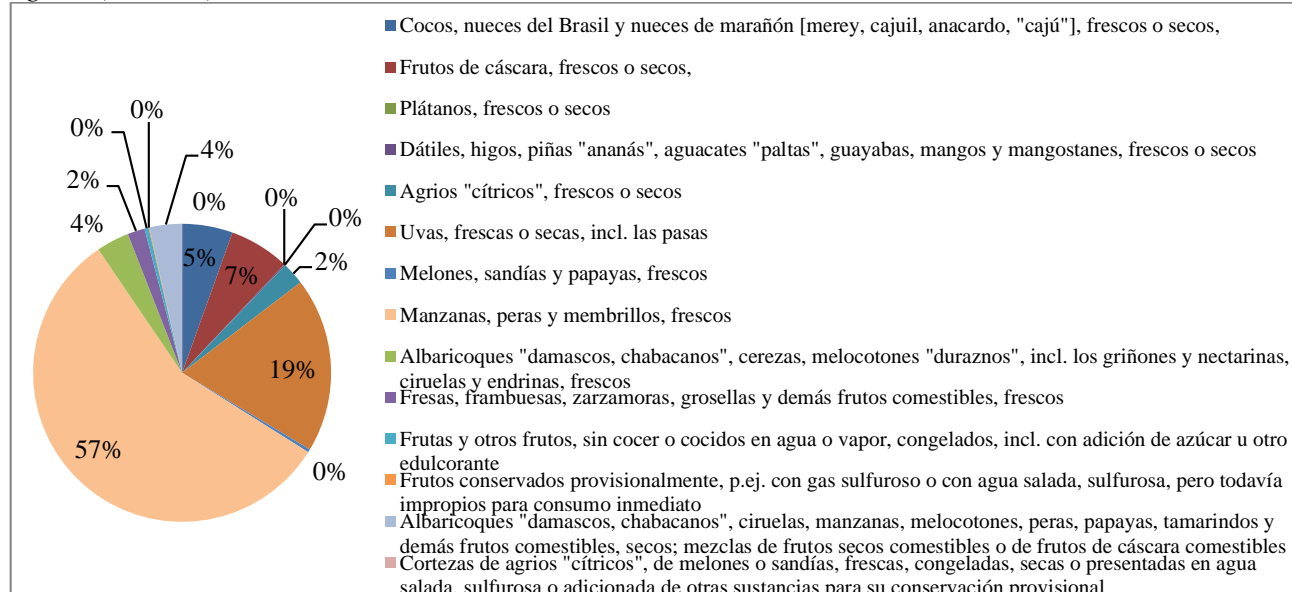 Cocos, nueces del Brasil y nueces de marañón [merey, cajuil, anacardo, "cajú"], frescos o secos,
Frutos de cáscara, frescos o secos,
Plátanos, frescos o secos
Dátiles, higos, piñas "ananás", aguacates "paltas", guayabas, mangos y mangostanes, frescos o secos
Agrios "cítricos", frescos o secos
Uvas, frescas o secas, incl. las pasas
Melones, sandías y papayas, frescos
Manzanas, peras y membrillos, frescos
Albaricoques "damascos, chabacanos", cerezas, melocotones "duraznos", incl. los griñones y nectarinas,
ciruelas y endrinas, frescos
Fresas, frambuesas, zarzamoras, grosellas y demás frutos comestibles, frescos
Frutas y otros frutos, sin cocer o cocidos en agua o vapor, congelados, incl. con adición de azúcar u otro
edulcorante
Frutos conservados provisionalmente, p.ej. con gas sulfuroso o con agua salada, sulfurosa, pero todavía
impropios para consumo inmediato
Albaricoques "damascos, chabacanos", ciruelas, manzanas, melocotones, peras, papayas, tamarindos y
demás frutos comestibles, secos; mezclas de frutos secos comestibles o de frutos de cáscara comestibles
Cortezas de agrios "cítricos", de melones o sandías, frescas, congeladas, secas o presentadas en agua
salada, sulfurosa o adicionada de otras sustancias para su conservación provisional
0%
0%
4%
2%
4%
0%
0%
0%
5%
7%
2%
19%
57%
0%